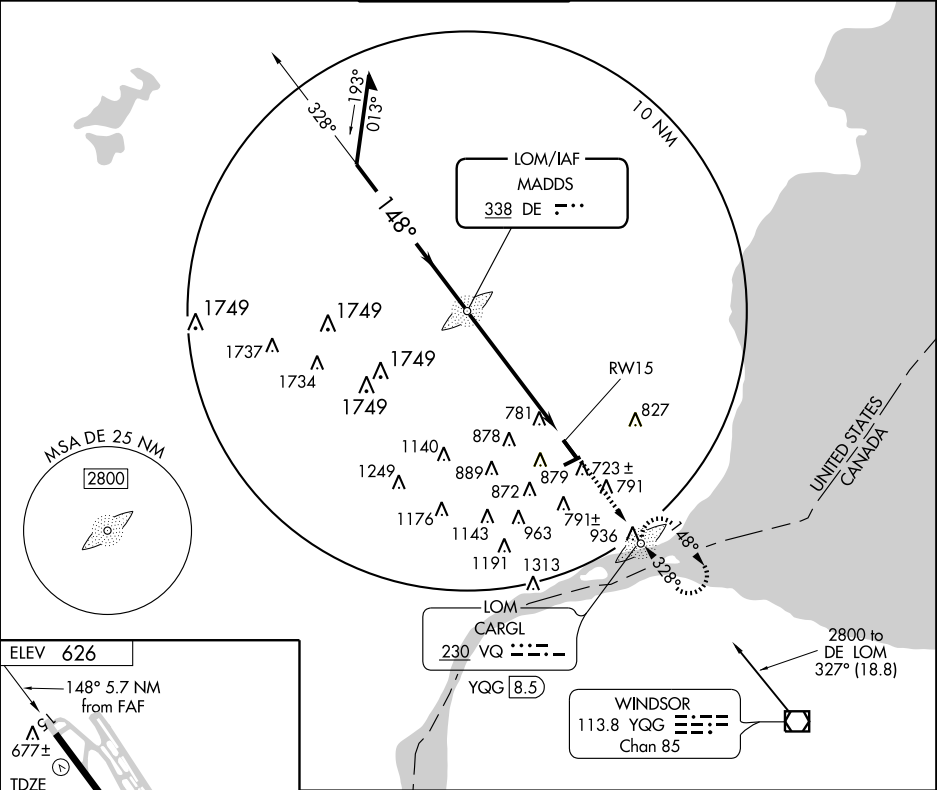 193°
013°
328°
10 NM
LOM/IAF
MADDS
338 DE
148°
1749
1749
1737
1734
1749
1749
RW15
781
827
878
1140
889
879
723 ±
1249
872
791
1176
1143
963
791±
936
1191
1313
148°
328°
UNITED STATES
CANADA
MSA DE 25 NM
2800
LOM
CARGL
230 VQ
YQG 8.5
2800 to
DE LOM
327° (18.8)
WINDSOR
113.8 YQG
Chan 85
ELEV 626
148° 5.7 NM
from FAF
15
677±
V
TDZE